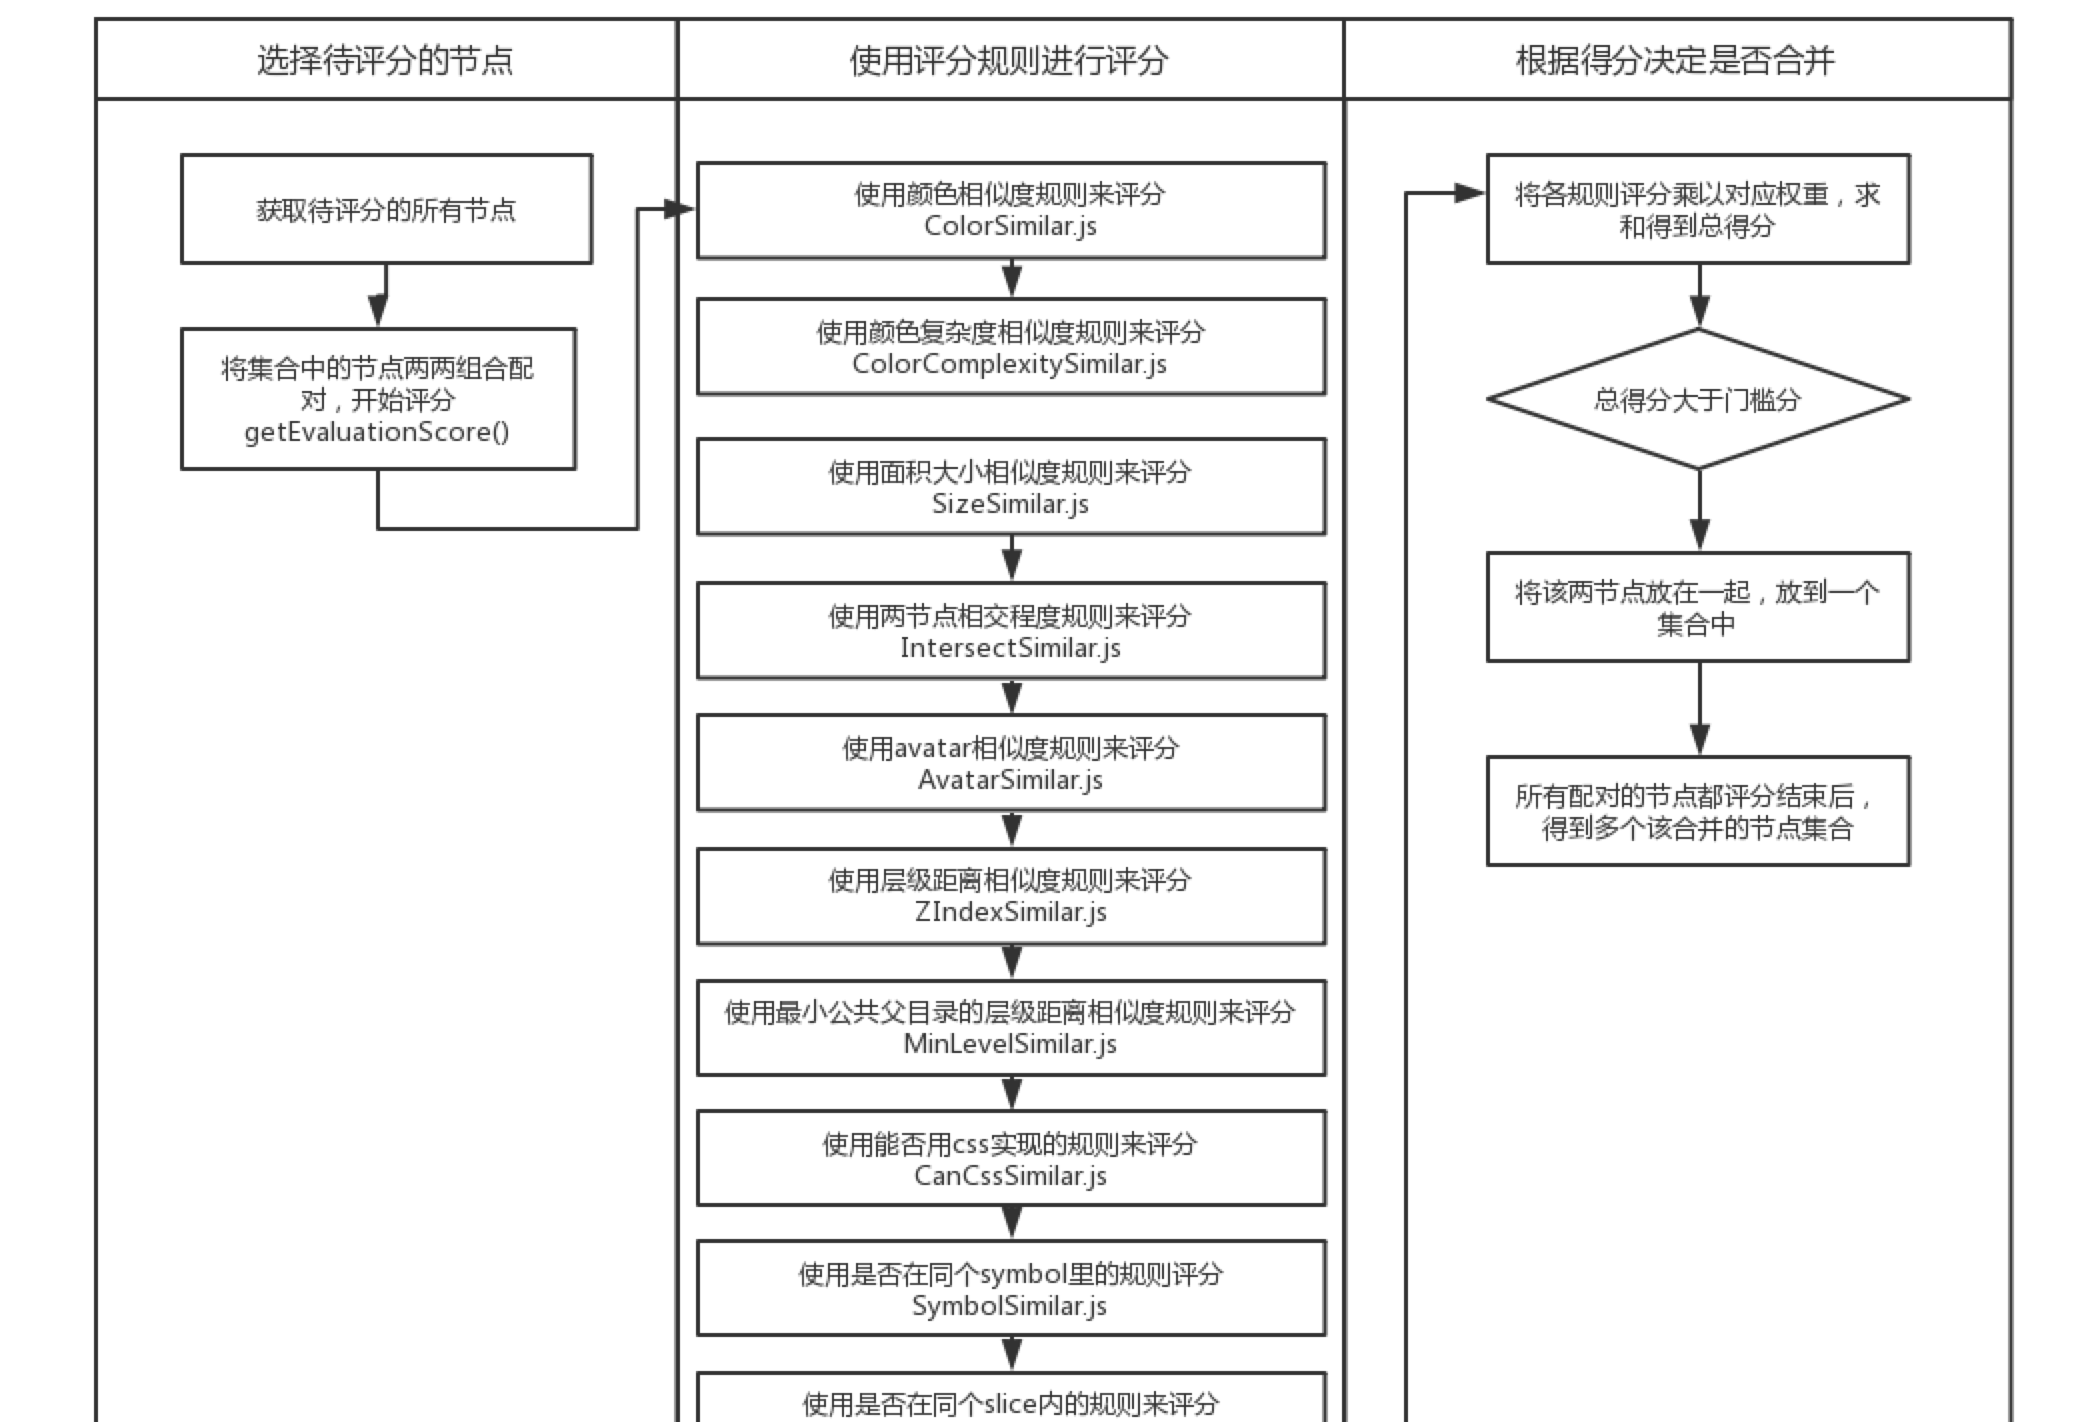 选择待评分的节点
使用评分规则进行评分
根据得分决定是否合并
获取待评分的所有节点
将集合中的节点两两组合配
对，开始评分
getEvaluationScore()
使用颜色相似度规则来评分
ColorSimilar.js
使用颜色复杂度相似度规则来评分
ColorComplexitySimilar.js
使用面积大小相似度规则来评分
SizeSimilar.js
使用两节点相交程度规则来评分
IntersectSimilar.js
使用avatar相似度规则来评分
AvatarSimilar.js
使用层级距离相似度规则来评分
ZIndexSimilar.js
使用最小公共父目录的层级距离相似度规则来评分
MinLevelSimilar.js
使用能否用css实现的规则来评分
CanCssSimilar.js
使用是否在同个symbol里的规则评分
SymbolSimilar.js
使用是否在同个slice内的规则来评分
将各规则评分乘以对应权重，求
和得到总得分
总得分大于门槛分
将该两节点放在一起，放到一个
集合中
所有配对的节点都评分结束后，
得到多个该合并的节点集合